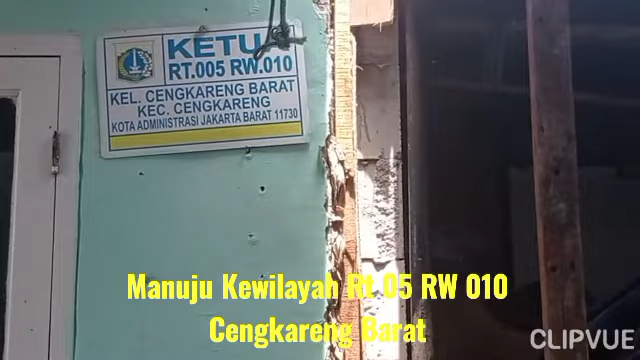 KETU
RT.005 RW.010
KEL. CENGKARENG BARAT
KEC. CENGKARENG
KOTA ADMINISTRASI JAKARTA BARAT 11730
Manuju Kewilayah Rt 05 RW 010
Cengkareng Barat
CLIPVUE